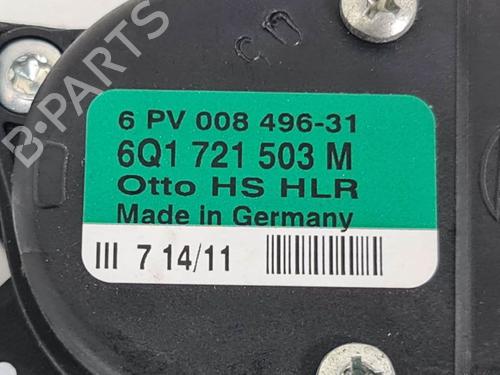 6 PV 008 496-31
6Q1 721 503 M
Otto HS HLR
Made in Germany
III 7 14/11
B-PARTS